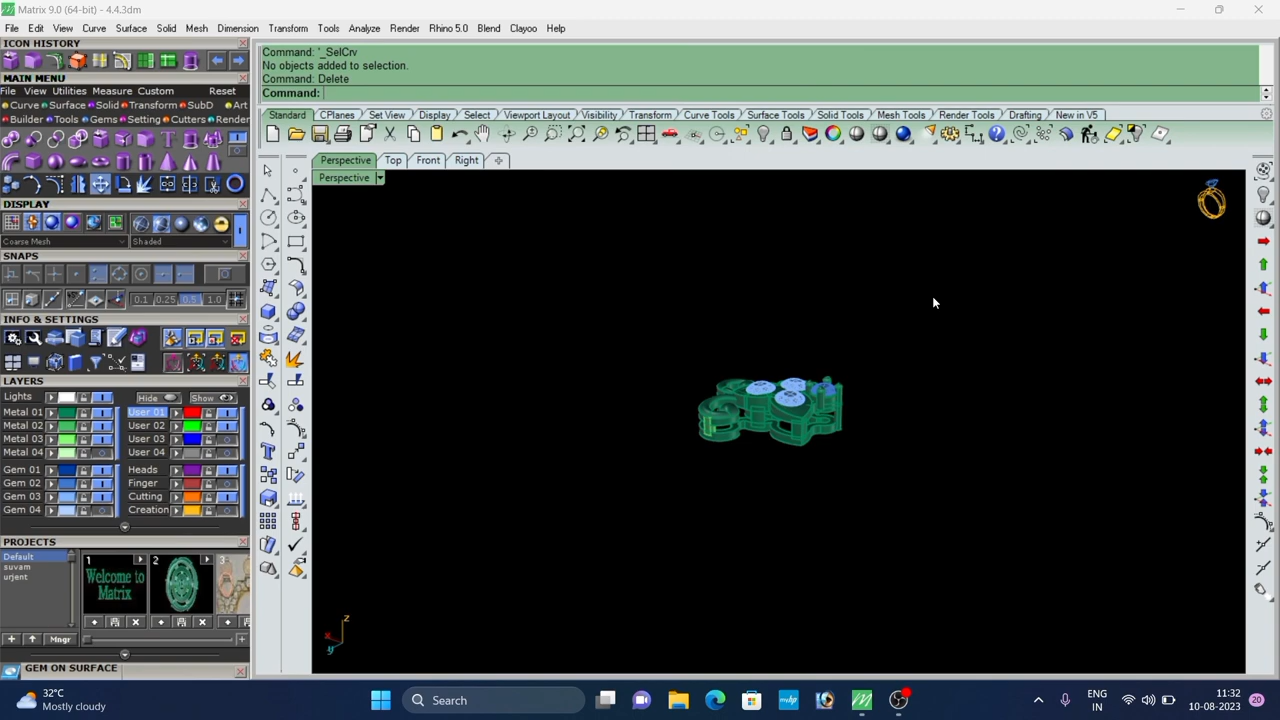 Matrix 9.0 (64-bit) - 4.4.3dm
File Edit View Curve Surface Solid Mesh Dimension Transform Tools Analyze Render Rhino 5.0 Blend Clayoo Help
ICON HISTORY
MAIN MENU
File View Utilities Measure Custom Reset
Curve Surface Solid Transform SubD Art
Builder Tools Gems Setting Cutters Render
DISPLAY
Coarse Mesh Shaded
SNAPS
0.1 0.25 0.5 1.0
INFO & SETTINGS
LAYERS
Lights Hide Show
Metal 01 User 01
Metal 02 User 02
Metal 03 User 03
Metal 04 User 04
Gem 01 Heads
Gem 02 Finger
Gem 03 Cutting
Gem 04 Creation
PROJECTS
Default
suvam
urjent
1 2 3
Welcome to
Matrix
Mngr
GEM ON SURFACE
Command: '_SelCrv
No objects added to selection.
Command: Delete
Command:
Standard CPlanes Set View Display Select Viewport Layout Visibility Transform Curve Tools Surface Tools Solid Tools Mesh Tools Render Tools Drafting New in V5
Perspective Top Front Right
Perspective
z
x
y
32°C
Mostly cloudy
Search
ENG
IN
11:32
10-08-2023
20